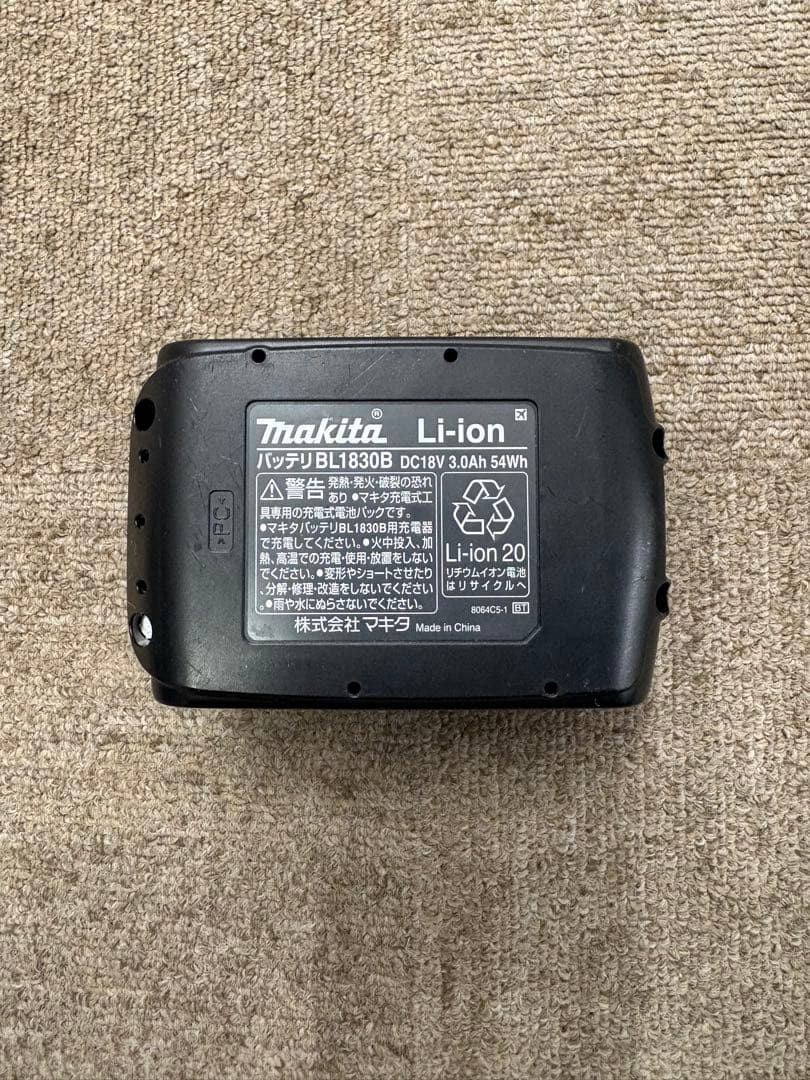 makita® Li-ion
バッテリ BL1830B DC18V 3.0Ah 54Wh
警告 発熱・発火・破裂の恐れ
あり ●マキタ充電式工
具専用の充電式電池パックです。
●マキタバッテリBL1830B用充電器
で充電してください。●火中投入、加
熱、高温での充電・使用・放置をしない
でください。●変形やショートさせたり
、分解・修理・改造をしないでください
。●雨や水にぬらさないでください。
Li-ion 20
リチウムイオン電池
はリサイクルへ
8064C5-1 BT
株式会社 マキタ Made in China
>PC<